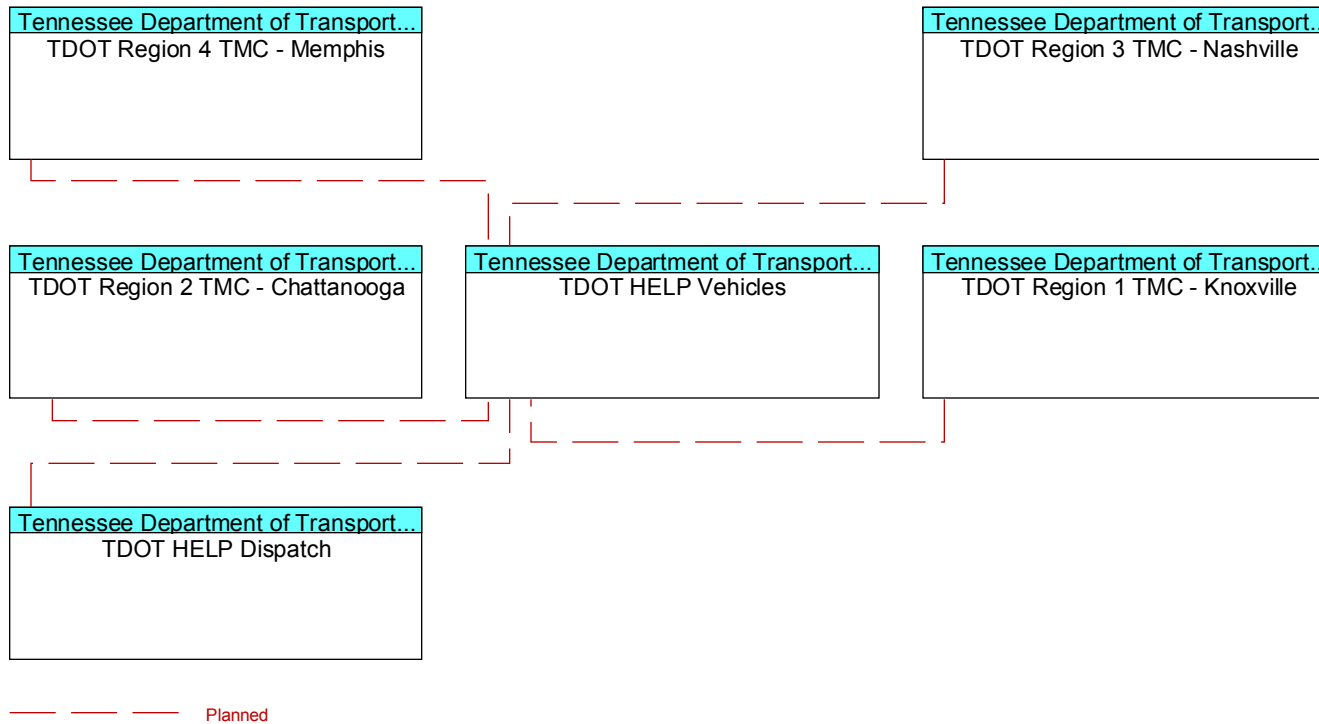 Tennessee Department of Transport...
TDOT Region 4 TMC - Memphis
Tennessee Department of Transport..
TDOT Region 3 TMC - Nashville
Tennessee Department of Transport...
TDOT Region 2 TMC - Chattanooga
Tennessee Department of Transport...
TDOT HELP Vehicles
Tennessee Department of Transport..
TDOT Region 1 TMC - Knoxville
Tennessee Department of Transport...
TDOT HELP Dispatch
Planned